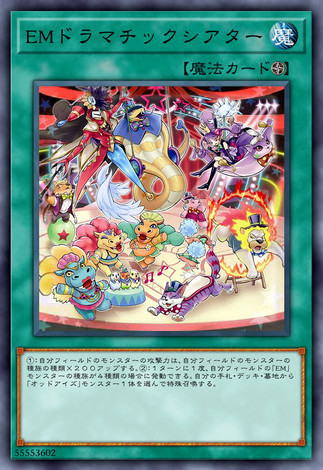 EMドラマチックシアター
魔
【魔法カード】
①:自分フィールドのモンスターの攻撃力は、自分フィールドのモンスターの
種族の種類×200アップする。②:1ターンに1度、自分フィールドの「EM」
モンスターの種族が4種類の場合に発動できる。自分の手札・デッキ・墓地から
「オッドアイズ」モンスター1体を選んで特殊召喚する。
55553602